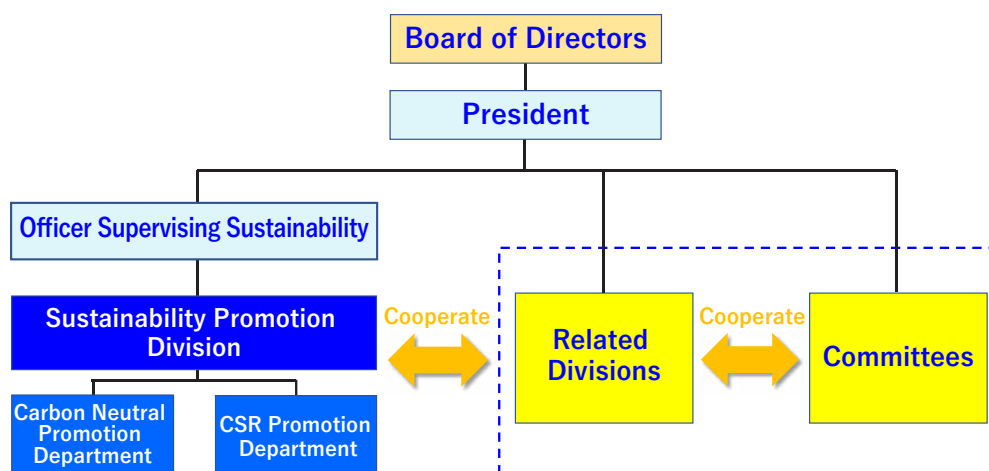 Board of Directors
President
Officer Supervising Sustainability
Sustainability Promotion
Division
Cooperate
Related
Divisions
Cooperate
Committees
Carbon Neutral
Promotion
Department
CSR Promotion
Department